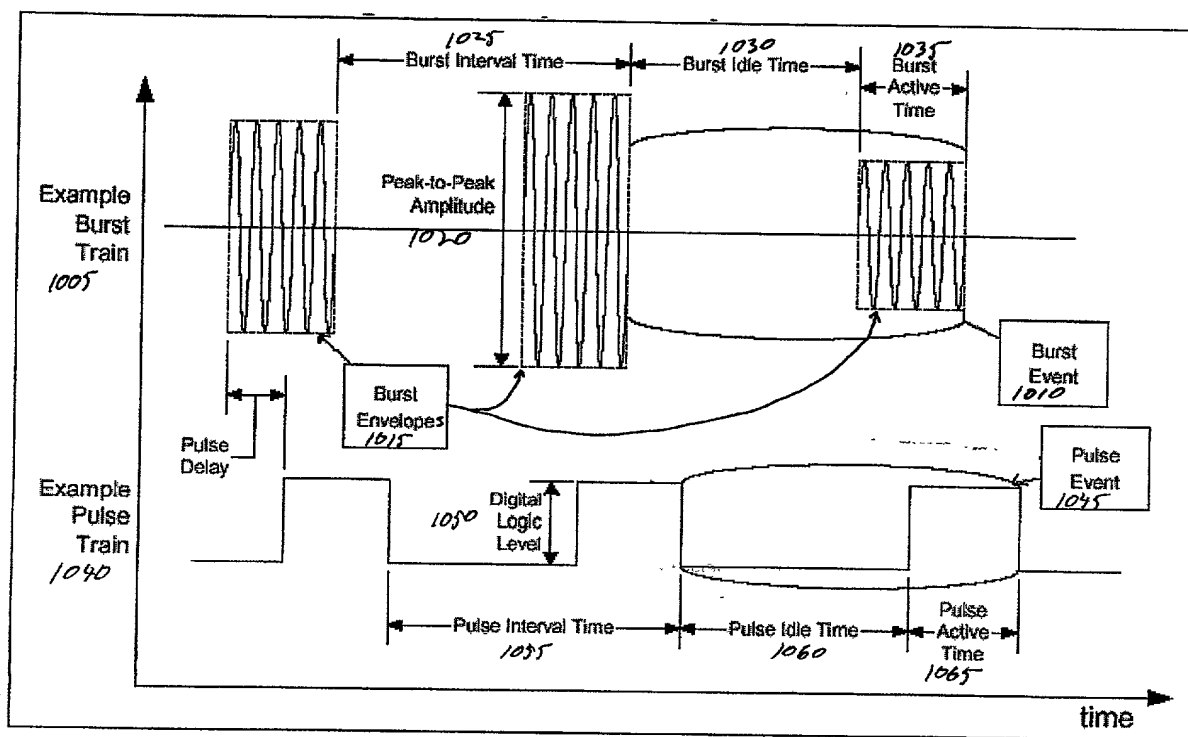 1025
Burst Interval Time
1030
Burst Idle Time
1035
Burst
Active
Time
Example
Burst
Train
1005
Peak-to-Peak
Amplitude
1020
Burst
Event
1010
Burst
Envelopes
1015
Pulse
Delay
Pulse
Event
1045
Example
Pulse
Train
1040
1050
Digital
Logic
Level
Pulse Interval Time
1055
Pulse Idle Time
1060
Pulse
Active
Time
1065
time